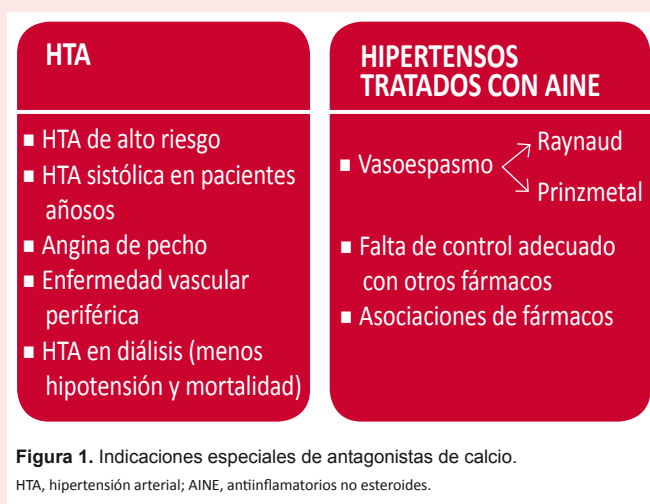 HTA
■ HTA de alto riesgo
■ HTA sistólica en pacientes
añosos
■ Angina de pecho
■ Enfermedad vascular
periférica
■ HTA en diálisis (menos
hipotensión y mortalidad)
HIPERTENSOS
TRATADOS CON AINE
■ Vasoespasmo
Raynaud
Prinzmetal
■ Falta de control adecuado
con otros fármacos
■ Asociaciones de fármacos
Figura 1. Indicaciones especiales de antagonistas de calcio.
HTA, hipertensión arterial; AINE, antiinflamatorios no esteroides.